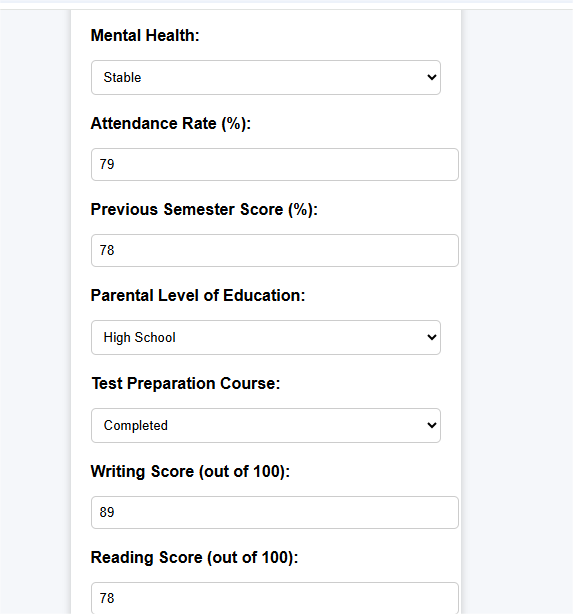 Mental Health:
Stable
Attendance Rate (%):
79
Previous Semester Score (%):
78
Parental Level of Education:
High School
Test Preparation Course:
Completed
Writing Score (out of 100):
89
Reading Score (out of 100):
78